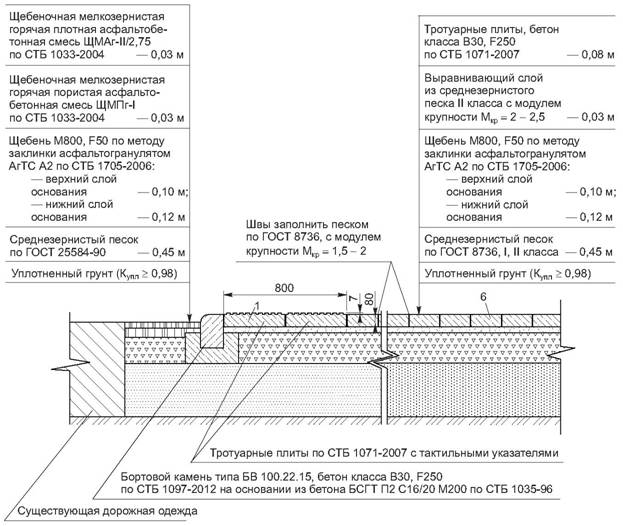 Щебеночная мелкозернистая
горячая плотная асфальтобе-
тонная смесь ЩМАг-II/2,75
по СТБ 1033-2004 — 0,03 м
Щебеночная мелкозернистая
горячая пористая асфальто-
бетонная смесь ЩМПг-I
по СТБ 1033-2004 — 0,03 м
Щебень М800, F50 по методу
заклинки асфальтогранулятом
АгТС А2 по СТБ 1705-2006:
— верхний слой
основания — 0,10 м;
— нижний слой
основания — 0,12 м
Среднезернистый песок
по ГОСТ 25584-90 — 0,45 м
Уплотненный грунт (Kупл ≥ 0,98)
Тротуарные плиты, бетон
класса В30, F250
по СТБ 1071-2007 — 0,08 м
Выравнивающий слой
из среднезернистого
песка II класса с модулем
крупности Мкр = 2 – 2,5 — 0,03 м
Щебень М800, F50 по методу
заклинки асфальтогранулятом
АгТС А2 по СТБ 1705-2006:
— верхний слой
основания — 0,10 м;
— нижний слой
основания — 0,12 м
Среднезернистый песок
по ГОСТ 8736, I, II класса — 0,45 м
Уплотненный грунт (Kупл ≥ 0,98)
Швы заполнить песком
по ГОСТ 8736, с модулем
крупности Мкр = 1,5 – 2
800
1
7
80
6
Тротуарные плиты по СТБ 1071-2007 с тактильными указателями
Бортовой камень типа БВ 100.22.15, бетон класса В30, F250
по СТБ 1097-2012 на основании из бетона БСГТ П2 С16/20 М200 по СТБ 1035-96
Существующая дорожная одежда